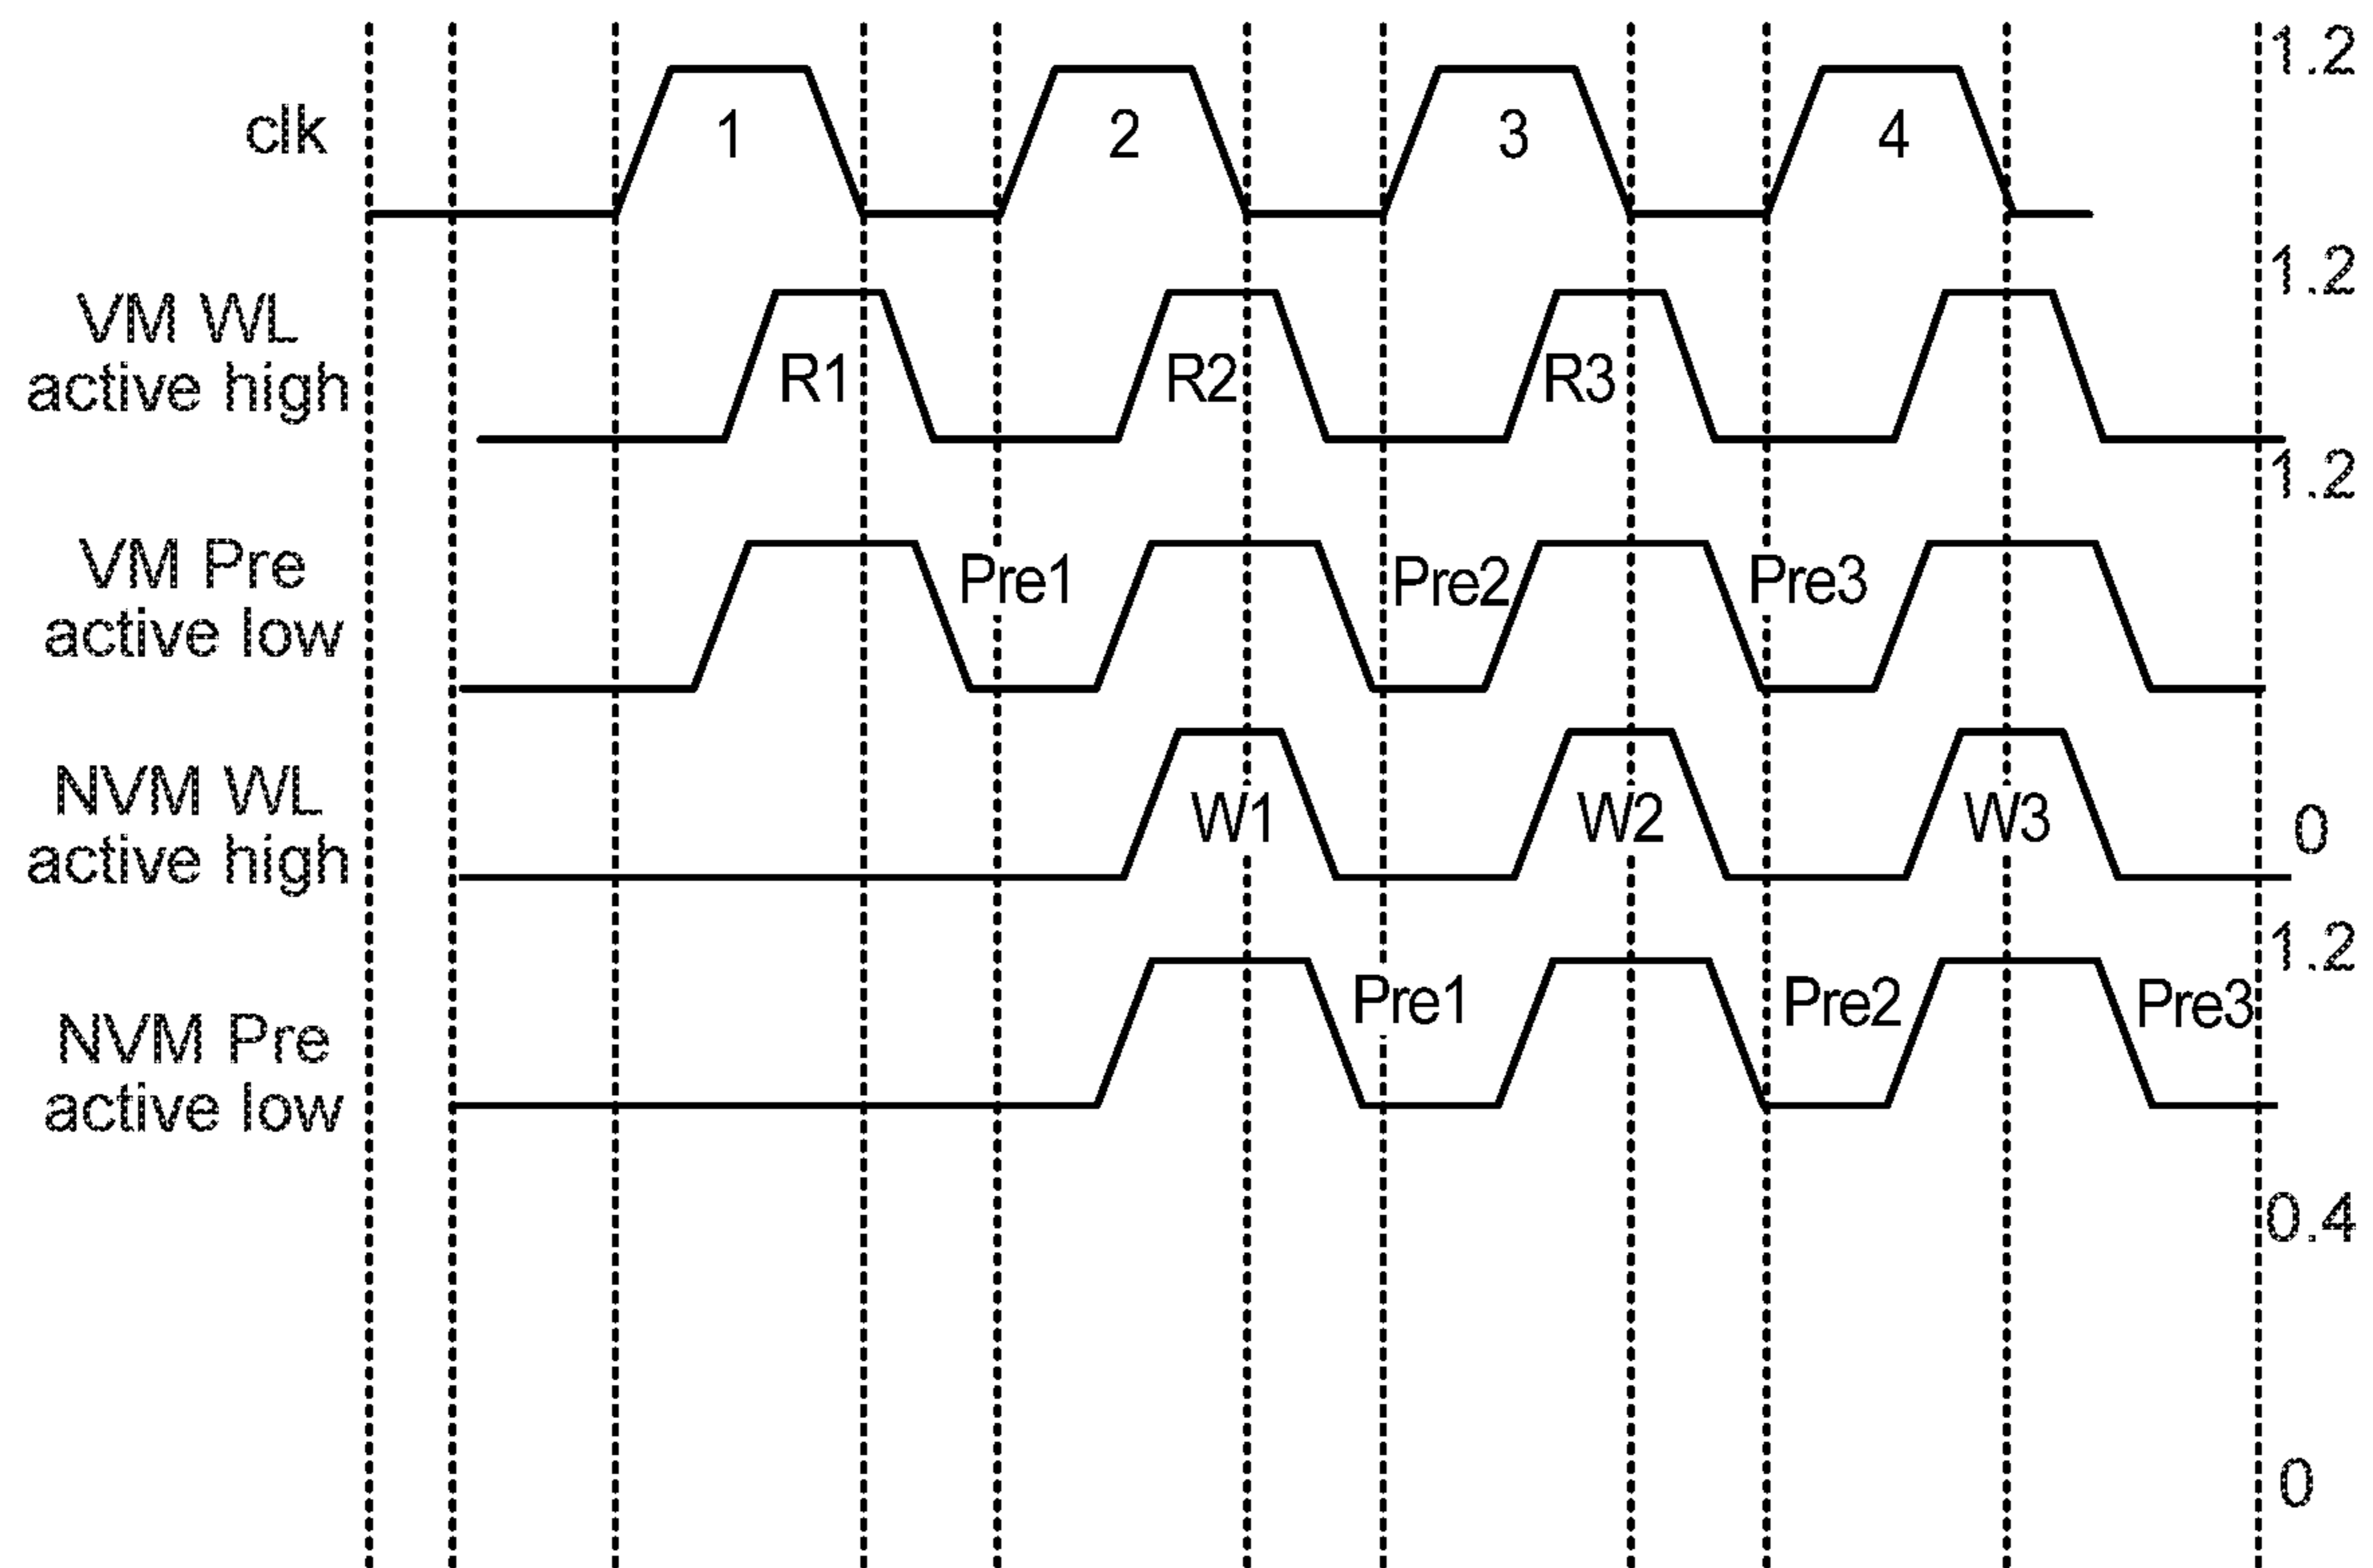 1.2
clk
1 2 3 4
1.2
VM WL
active high
R1 R2 R3
1.2
VM Pre
active low
Pre1 Pre2 Pre3
NVM WL
active high
W1 W2 W3
0
1.2
NVM Pre
active low
Pre1 Pre2 Pre3
0.4
0